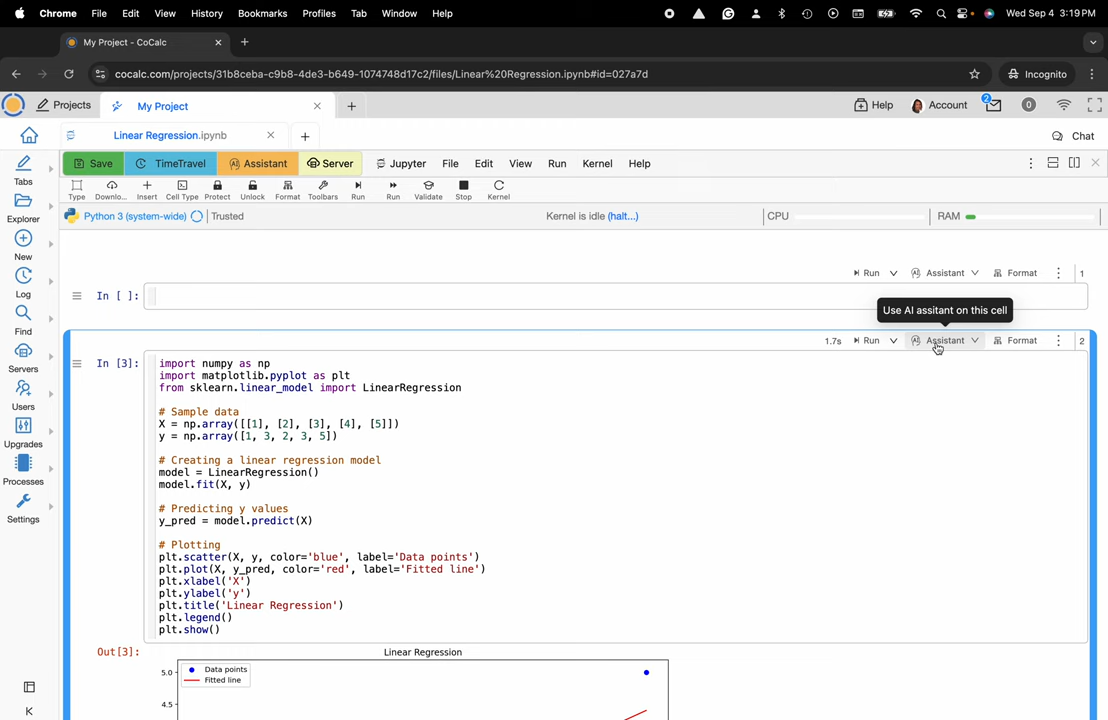 Chrome File Edit View History Bookmarks Profiles Tab Window Help Wed Sep 4 3:19 PM
My Project - CoCalc
cocalc.com/projects/31b8ceba-c9b8-4de3-b649-1074748d17c2/files/Linear%20Regression.ipynb#id=027a7d Incognito
Projects My Project Help Account 2 0
Linear Regression.ipynb Chat
Save TimeTravel Assistant Server Jupyter File Edit View Run Kernel Help
Type Downlo... Insert Cell Type Protect Unlock Format Toolbars Run Run Validate Stop Kernel
Python 3 (system-wide) Trusted Kernel is idle (halt...) CPU RAM
Tabs
Explorer
New
Log
Find
Servers
Users
Upgrades
Processes
Settings
Run Assistant Format 1
In [ ]:
Use AI assitant on this cell
1.7s Run Assistant Format 2
In [3]: import numpy as np
import matplotlib.pyplot as plt
from sklearn.linear_model import LinearRegression
# Sample data
X = np.array([[1], [2], [3], [4], [5]])
y = np.array([1, 3, 2, 3, 5])
# Creating a linear regression model
model = LinearRegression()
model.fit(X, y)
# Predicting y values
y_pred = model.predict(X)
# Plotting
plt.scatter(X, y, color='blue', label='Data points')
plt.plot(X, y_pred, color='red', label='Fitted line')
plt.xlabel('X')
plt.ylabel('y')
plt.title('Linear Regression')
plt.legend()
plt.show()
Out[3]: Linear Regression
5.0 Data points
Fitted line
4.5